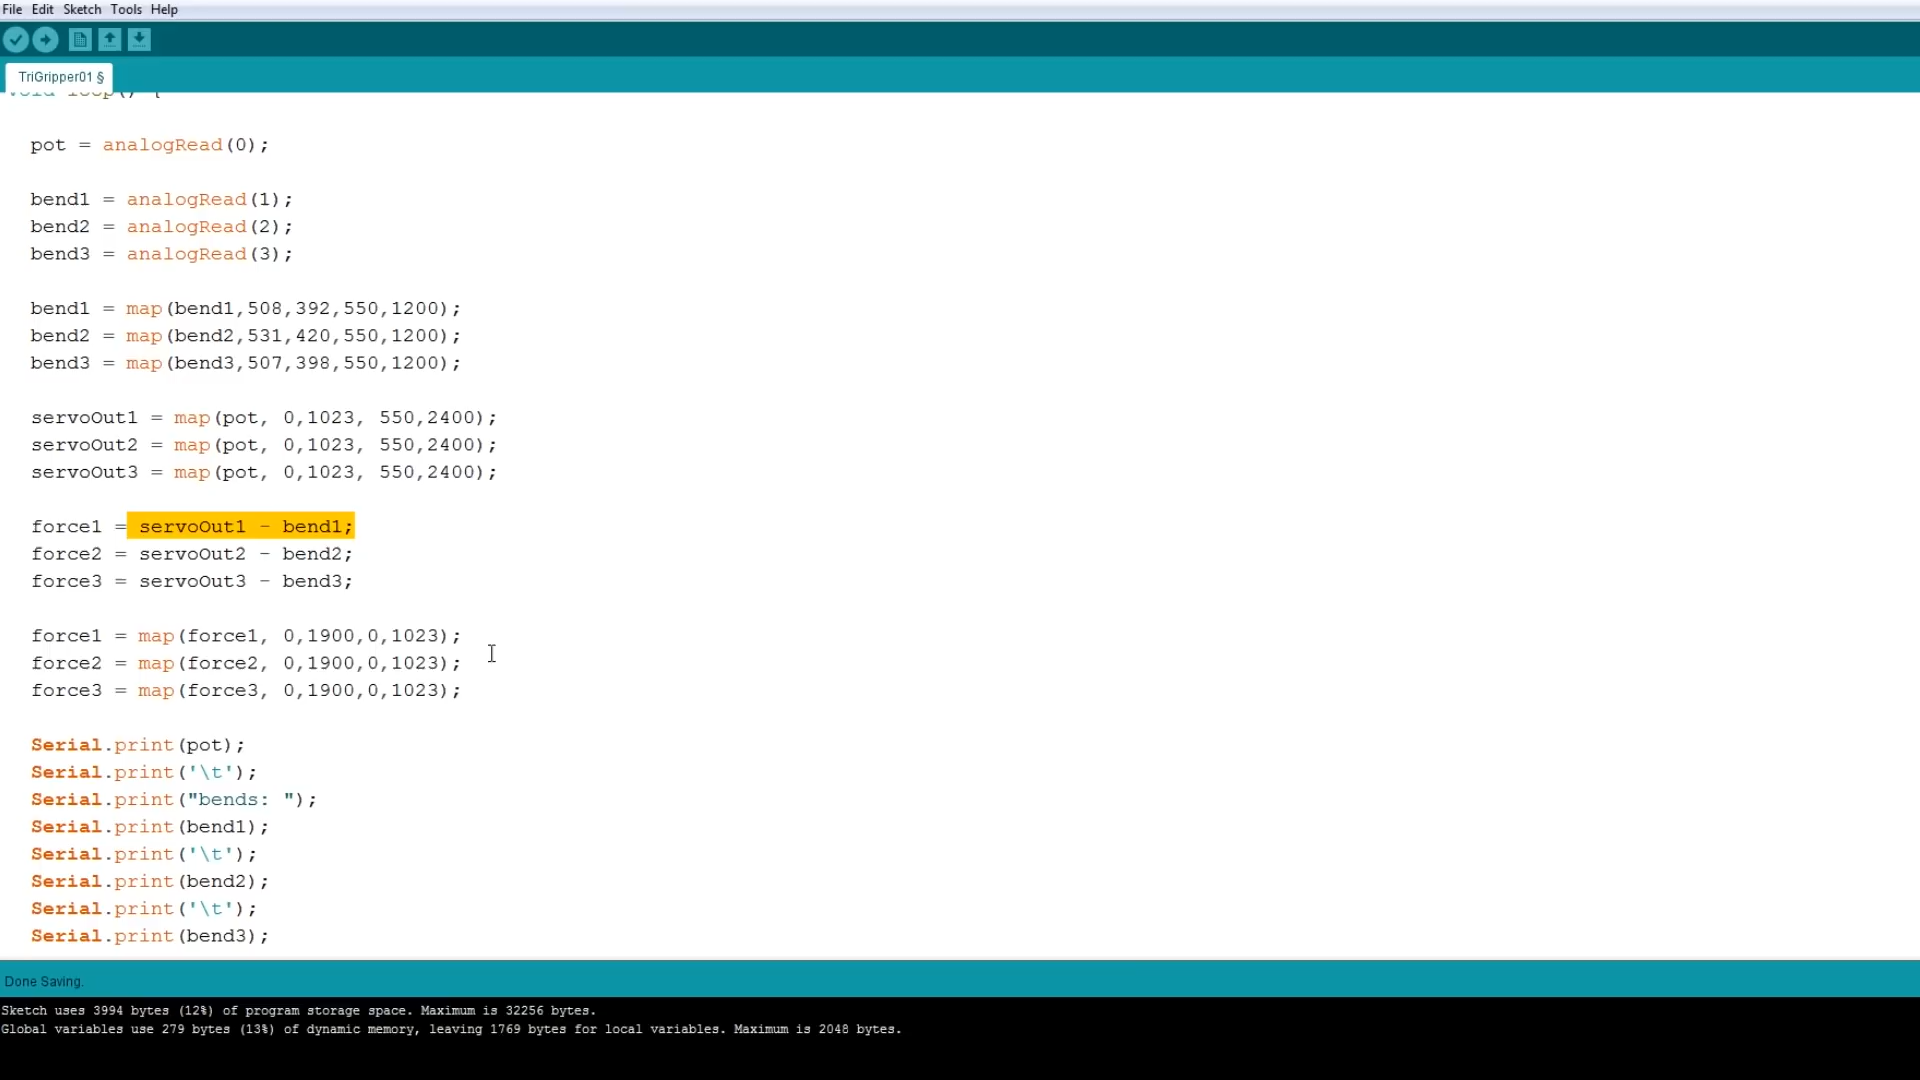 File Edit Sketch Tools Help
TriGripper01 §
void loop() {
pot = analogRead(0);
bend1 = analogRead(1);
bend2 = analogRead(2);
bend3 = analogRead(3);
bend1 = map(bend1,508,392,550,1200);
bend2 = map(bend2,531,420,550,1200);
bend3 = map(bend3,507,398,550,1200);
servoOut1 = map(pot, 0,1023, 550,2400);
servoOut2 = map(pot, 0,1023, 550,2400);
servoOut3 = map(pot, 0,1023, 550,2400);
force1 = servoOut1 - bend1;
force2 = servoOut2 - bend2;
force3 = servoOut3 - bend3;
force1 = map(force1, 0,1900,0,1023);
force2 = map(force2, 0,1900,0,1023);
force3 = map(force3, 0,1900,0,1023);
Serial.print(pot);
Serial.print('\t');
Serial.print("bends: ");
Serial.print(bend1);
Serial.print('\t');
Serial.print(bend2);
Serial.print('\t');
Serial.print(bend3);
Done Saving.
Sketch uses 3994 bytes (12%) of program storage space. Maximum is 32256 bytes.
Global variables use 279 bytes (13%) of dynamic memory, leaving 1769 bytes for local variables. Maximum is 2048 bytes.